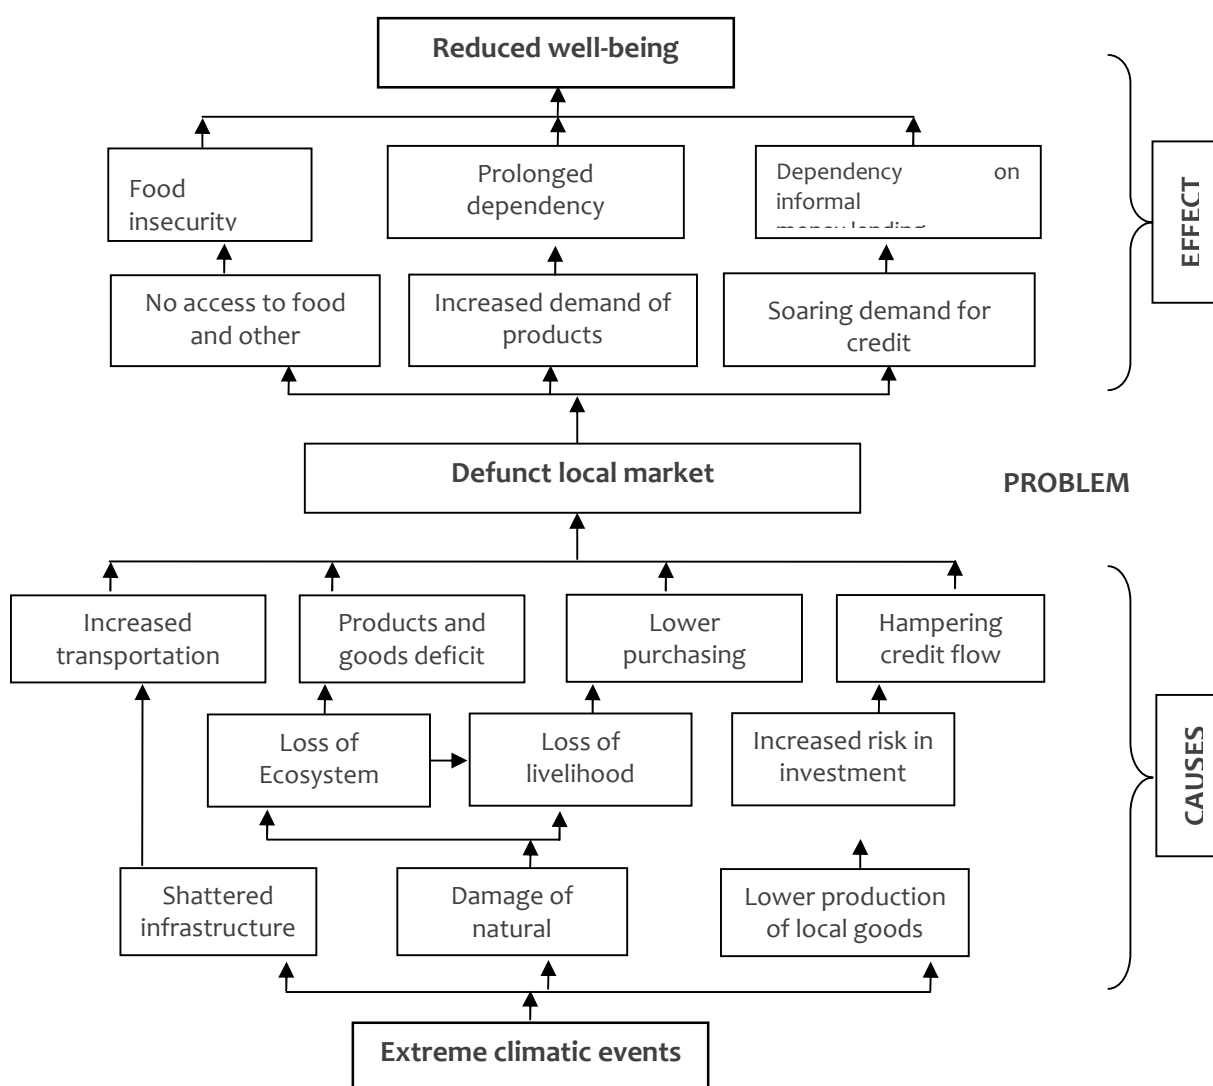 Reduced well-being
Food
insecurity
Prolonged
dependency
Dependency on
informal
money lending
EFFECT
No access to food
and other
Increased demand of
products
Soaring demand for
credit
Defunct local market
PROBLEM
Increased
transportation
Products and
goods deficit
Lower
purchasing
Hampering
credit flow
Loss of
Ecosystem
Loss of
livelihood
Increased risk in
investment
CAUSES
Shattered
infrastructure
Damage of
natural
Lower production
of local goods
Extreme climatic events